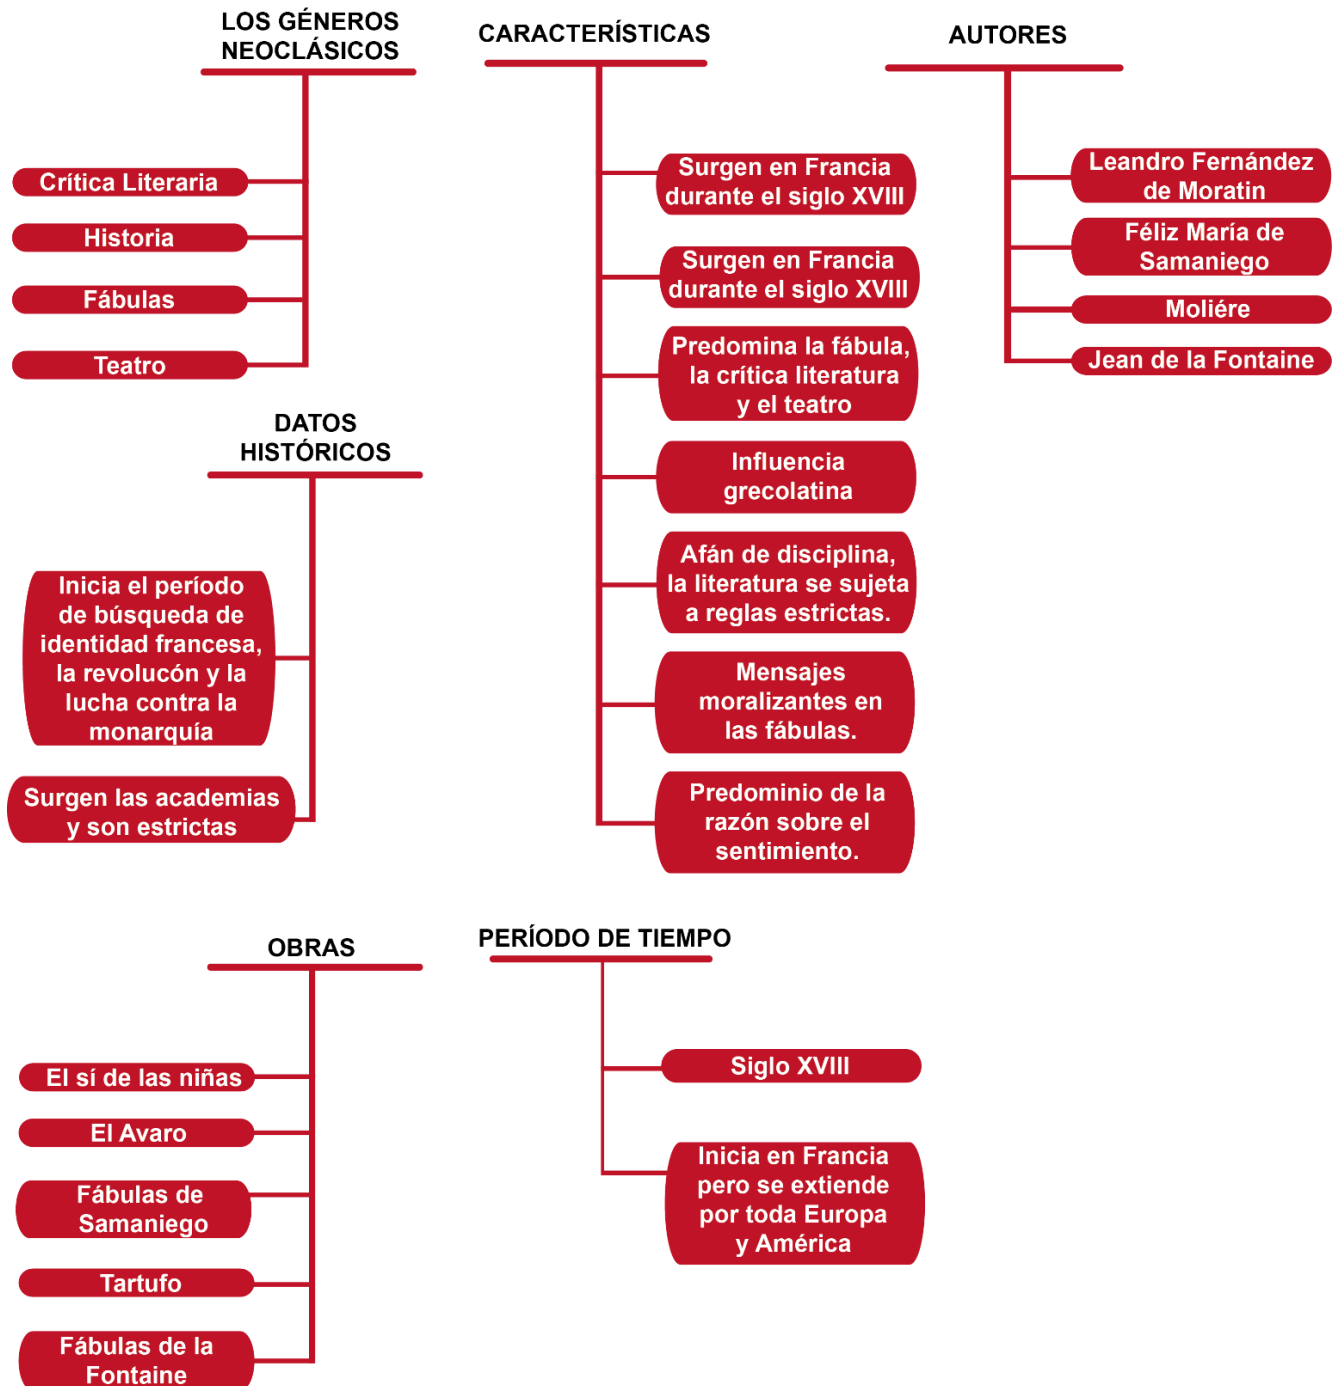 LOS GÉNEROS
NEOCLÁSICOS
Crítica Literaria
Historia
Fábulas
Teatro
DATOS
HISTÓRICOS
Inicia el período
de búsqueda de
identidad francesa,
la revolucón y la
lucha contra la
monarquía
Surgen las academias
y son estrictas
CARACTERÍSTICAS
Surgen en Francia
durante el siglo XVIII
Surgen en Francia
durante el siglo XVIII
Predomina la fábula,
la crítica literatura
y el teatro
Influencia
grecolatina
Afán de disciplina,
la literatura se sujeta
a reglas estrictas.
Mensajes
moralizantes en
las fábulas.
Predominio de la
razón sobre el
sentimiento.
AUTORES
Leandro Fernández
de Moratin
Féliz María de
Samaniego
Moliére
Jean de la Fontaine
OBRAS
El sí de las niñas
El Avaro
Fábulas de
Samaniego
Tartufo
Fábulas de la
Fontaine
PERÍODO DE TIEMPO
Siglo XVIII
Inicia en Francia
pero se extiende
por toda Europa
y América